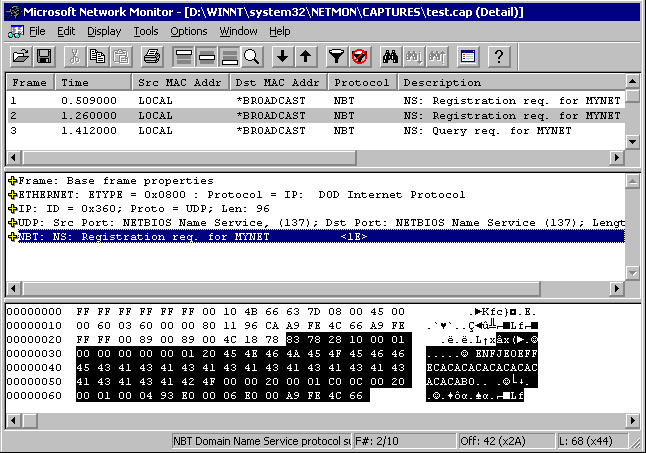 Microsoft Network Monitor - [D:\WINNT\system32\NETMON\CAPTURES\test.cap (Detail)]
File Edit Display Tools Options Window Help
Frame Time Src MAC Addr Dst MAC Addr Protocol Description
1 0.509000 LOCAL *BROADCAST NBT NS: Registration req. for MYNET
2 1.260000 LOCAL *BROADCAST NBT NS: Registration req. for MYNET
3 1.412000 LOCAL *BROADCAST NBT NS: Query req. for MYNET
Frame: Base frame properties
ETHERNET: ETYPE = 0x0800 : Protocol = IP: DOD Internet Protocol
IP: ID = 0x360; Proto = UDP; Len: 96
UDP: Src Port: NETBIOS Name Service, (137); Dst Port: NETBIOS Name Service (137); Lengt
NBT: NS: Registration req. for MYNET <1E>
00000000 FF FF FF FF FF FF 00 10 4B 66 63 7D 08 00 45 00 .►Kfc}◘.E.
00000010 00 60 03 60 00 00 80 11 96 CA A9 FE 4C 66 A9 FE .`♥`..Ç◄û╩⌐■Lf⌐■
00000020 FF FF 00 89 00 89 00 4C 18 78 83 78 28 10 00 01 .ë.ë.L↑xâx(►.☺
00000030 00 00 00 00 00 01 20 45 4E 46 4A 45 4F 45 46 46 .....☺ ENFJEOEFF
00000040 45 43 41 43 41 43 41 43 41 43 41 43 41 43 41 43 ECACACACACACACAC
00000050 41 43 41 43 41 42 4F 00 00 20 00 01 C0 0C 00 20 ACACABO.. .☺└♀.
00000060 00 01 00 04 93 E0 00 06 E0 00 A9 FE 4C 66 .☺.♦ôα.♠α.⌐■Lf
NBT Domain Name Service protocol su F#: 2/10 Off: 42 (x2A) L: 68 (x44)